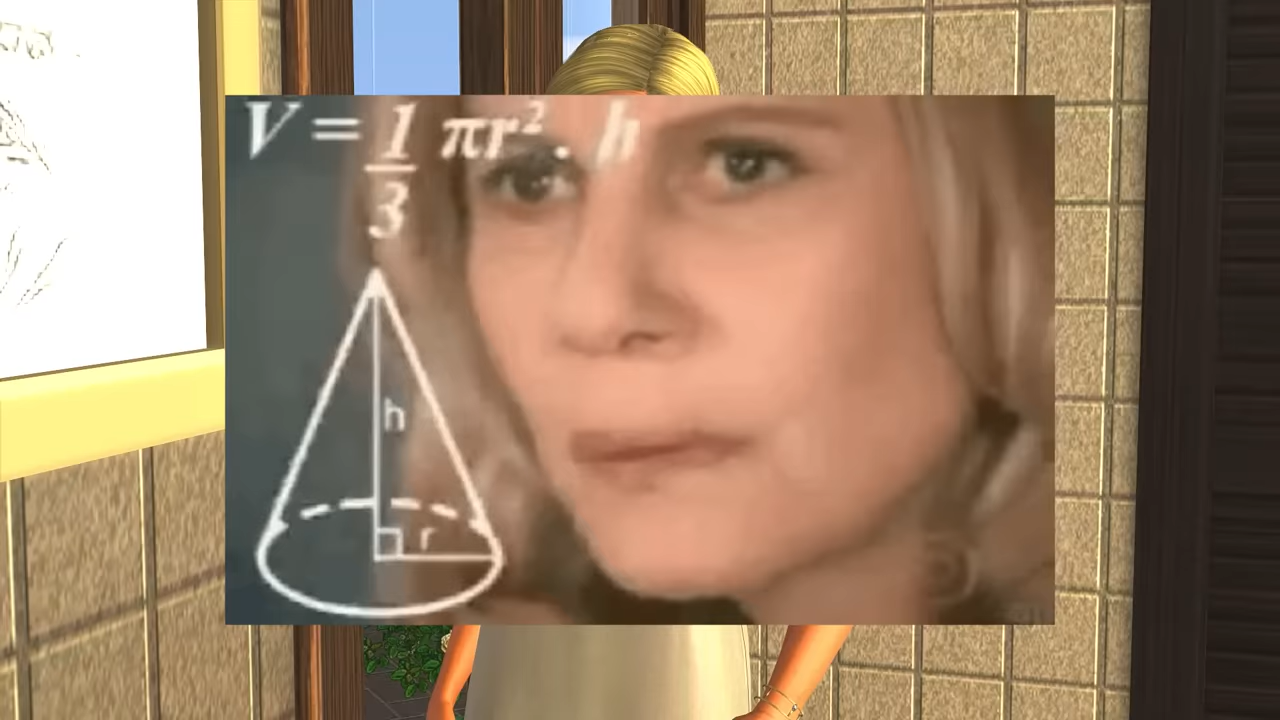 V = 1/3 πr². h
h
r